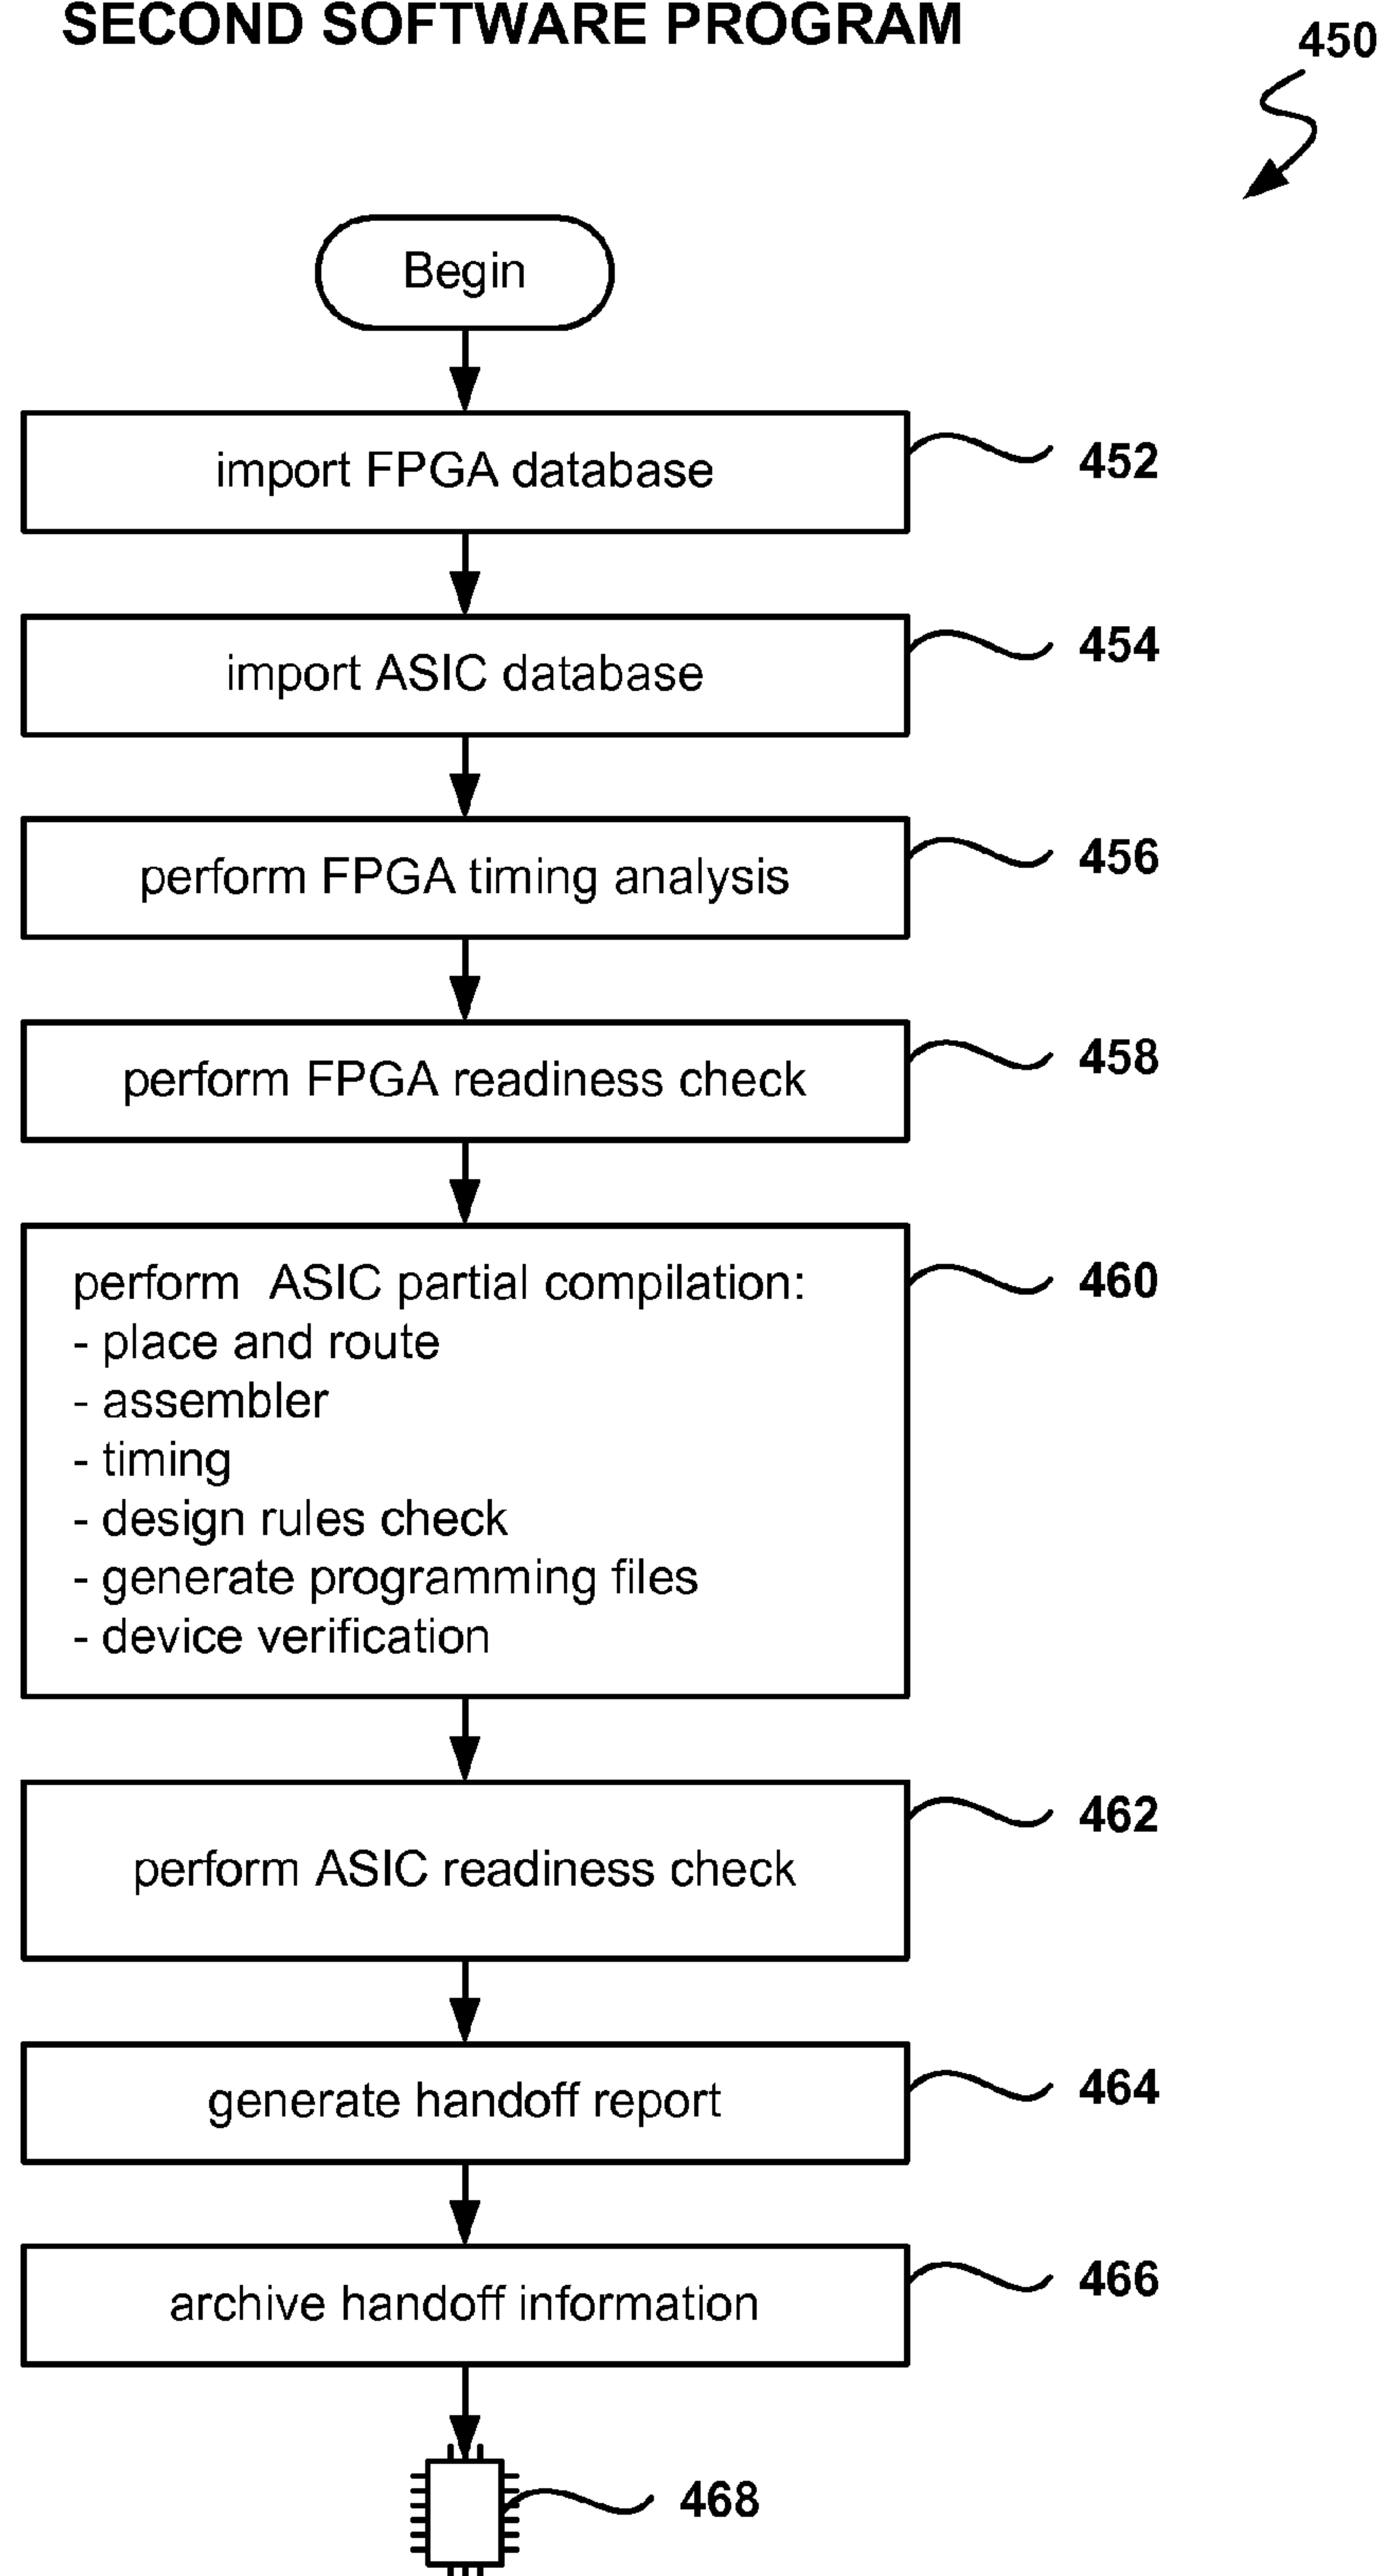 SECOND SOFTWARE PROGRAM
450
Begin
import FPGA database
452
import ASIC database
454
perform FPGA timing analysis
456
perform FPGA readiness check
458
perform ASIC partial compilation:
460
- place and route
- assembler
- timing
- design rules check
- generate programming files
- device verification
perform ASIC readiness check
462
generate handoff report
464
archive handoff information
466
468